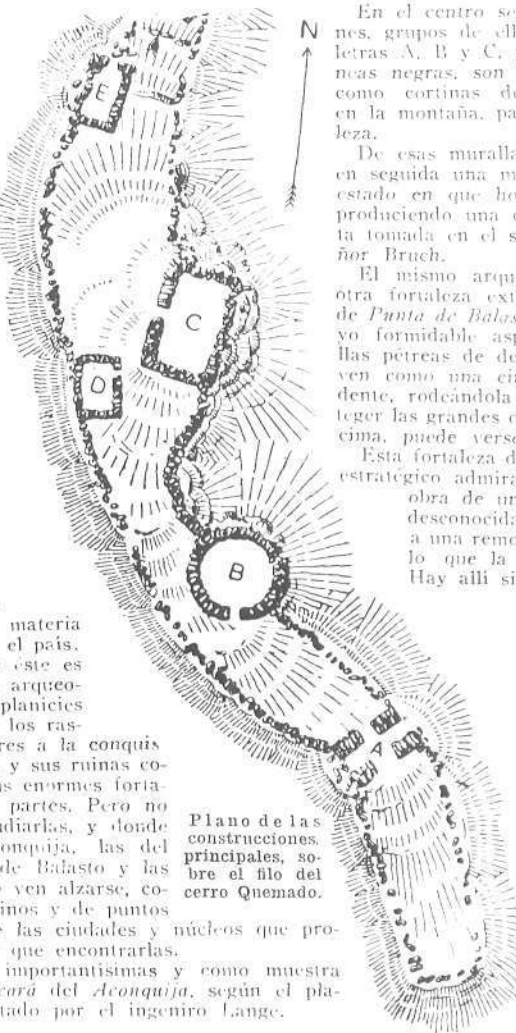 N
E
C
D
B
A
En el centro se
nes, grupos de ell
letras A, B y C,
neas negras, son
como cortinas de
en la montaña, pa
leza.
De esas muralla
en seguida una m
estado en que ho
produciendo una
ta tomada en el s
ñor Bruch.
El mismo arqu
otra fortaleza ext
de Punta de Balas
yo formidable asp
llas pétreas de de
ven como una ci
dente, rodeándola
teger las grandes c
cima, puede verse
Esta fortaleza d
estratégico admira
obra de un
desconocida
a una remo
lo que la
Hay allí si
materia
el país.
éste es
arqueo-
planicies
los ras-
res a la conquis
y sus ruinas co-
as enormes forta-
partes. Pero no
diarlas, y donde
onquija, las del
de Balasto y las
ven alzarse, co-
inos y de puntos
e las ciudades y núcleos que pro-
que encontrarlas.
importantísimas y como muestra
cará del Aconquija, según el pla-
tado por el ingeniro Lange.
Plano de las
construcciones
principales, so-
bre el filo del
cerro Quemado.